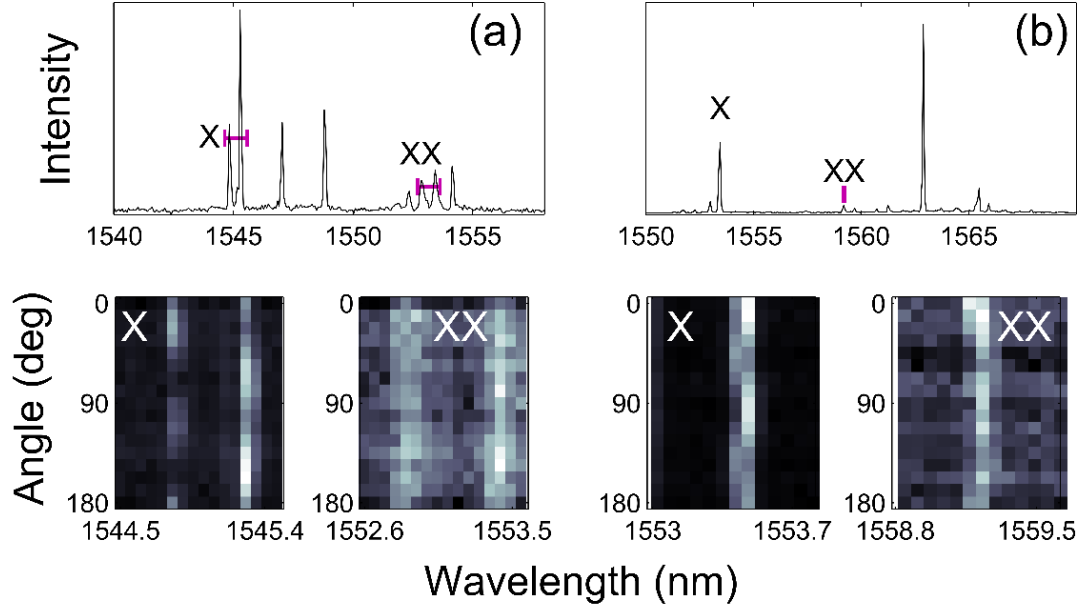 (a)
(b)
Intensity
X
XX
X
XX
1540 1545 1550 1555
1550 1555 1560 1565
Angle (deg)
0
90
180
X
0
90
180
XX
0
90
180
X
0
90
180
XX
1544.5 1545.4
1552.6 1553.5
1553 1553.7
1558.8 1559.5
Wavelength (nm)